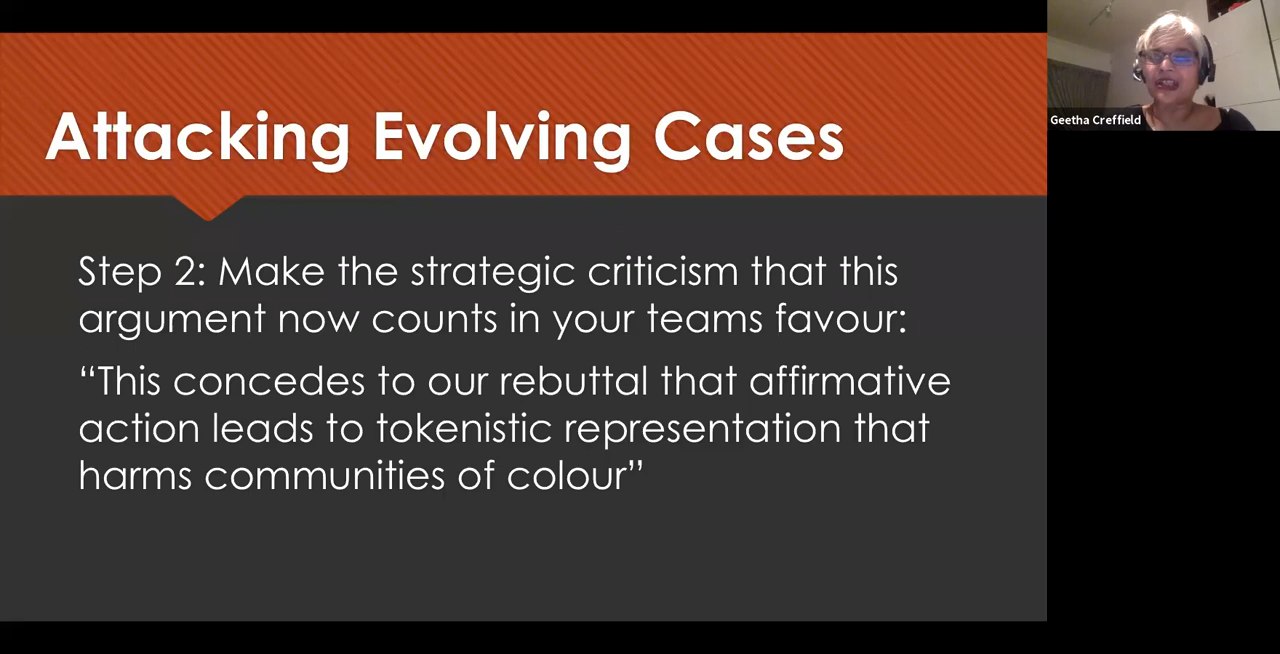 Attacking Evolving Cases
Step 2: Make the strategic criticism that this
argument now counts in your teams favour:
“This concedes to our rebuttal that affirmative
action leads to tokenistic representation that
harms communities of colour”
Geetha Creffield